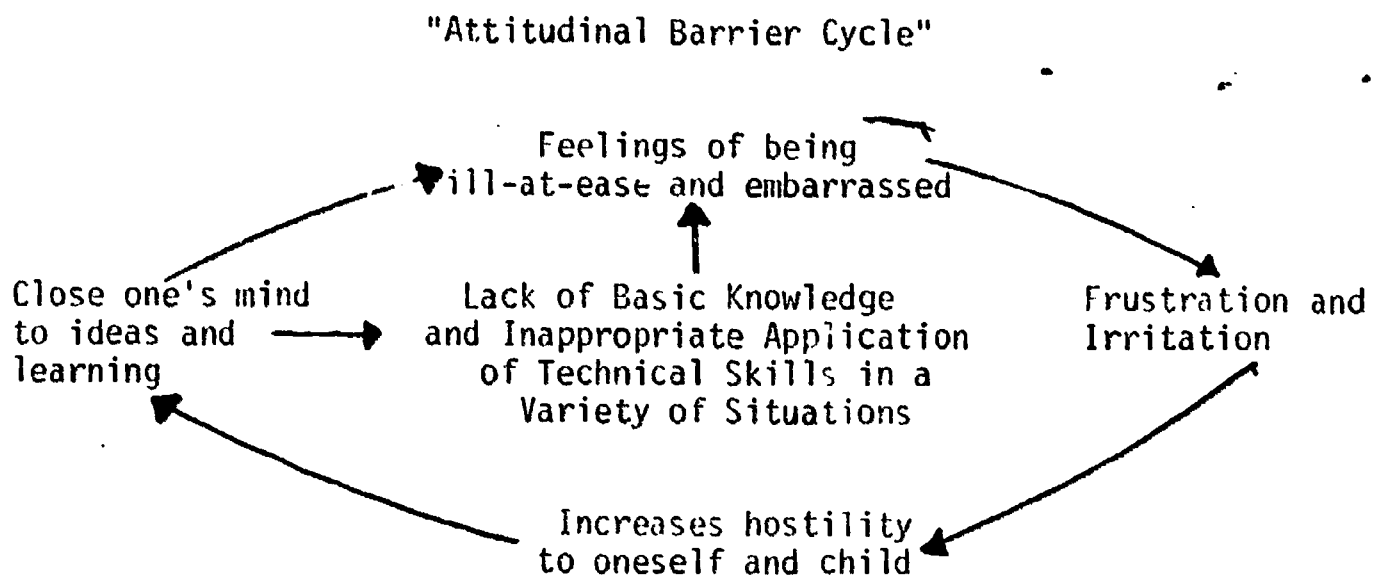 "Attitudinal Barrier Cycle"
Feelings of being
ill-at-ease and embarrassed
Close one's mind
to ideas and
learning
Lack of Basic Knowledge
and Inappropriate Application
of Technical Skills in a
Variety of Situations
Frustration and
Irritation
Increases hostility
to oneself and child